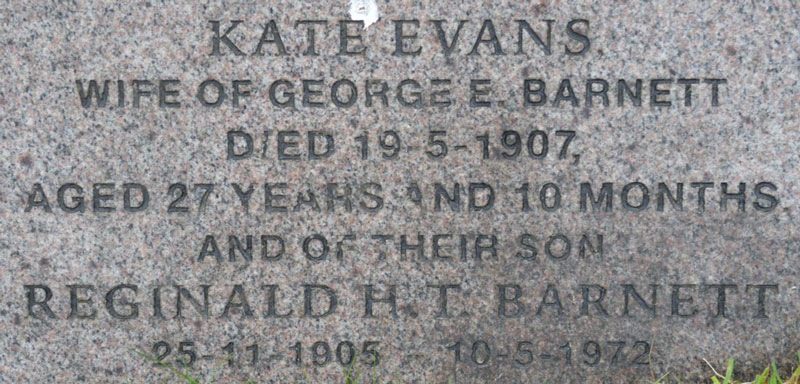 KATE EVANS
WIFE OF GEORGE E. BARNETT
DIED 19-5-1907,
AGED 27 YEARS AND 10 MONTHS
AND OF THEIR SON
REGINALD H. T. BARNETT
25-11-1905 - 10-5-1972